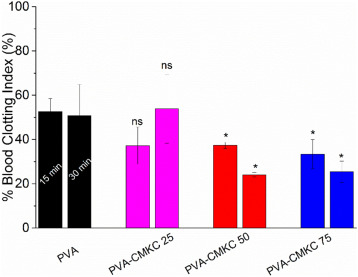 % Blood Clotting Index (%)
100
80
60
40
20
0
ns
ns
*
*
*
*
15 min
30 min
PVA
PVA-CMKC 25
PVA-CMKC 50
PVA-CMKC 75